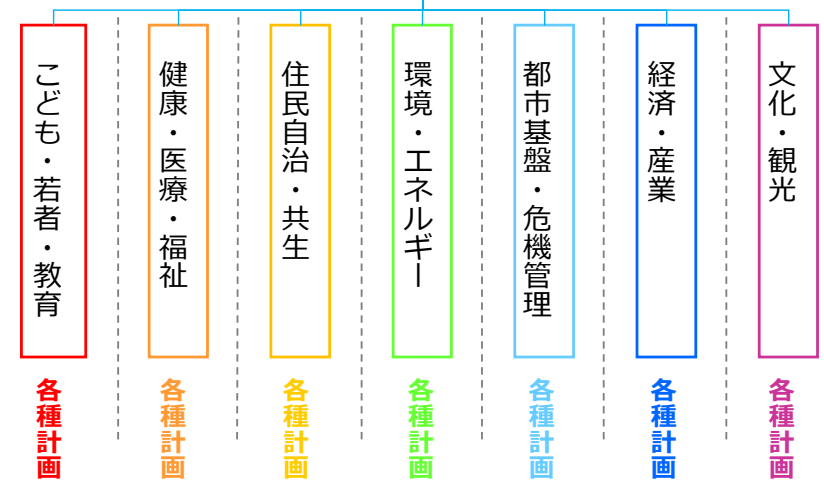 こども・若者・教育
健康・医療・福祉
住民自治・共生
環境・エネルギー
都市基盤・危機管理
経済・産業
文化・観光
各種計画
各種計画
各種計画
各種計画
各種計画
各種計画
各種計画